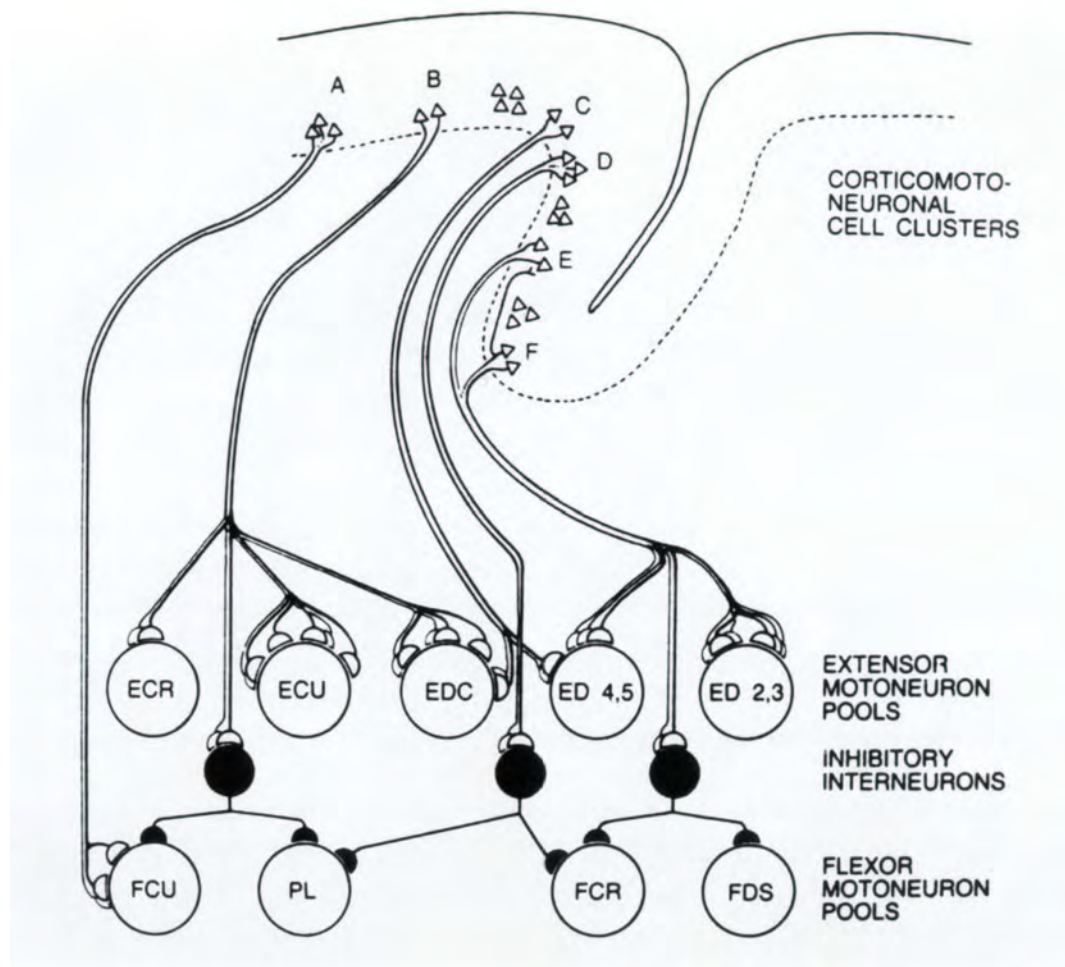 A
B
C
D
E
F
CORTICOMOTO-
NEURONAL
CELL CLUSTERS
ECR
ECU
EDC
ED 4,5
ED 2,3
EXTENSOR
MOTONEURON
POOLS
INHIBITORY
INTERNEURONS
FCU
PL
FCR
FDS
FLEXOR
MOTONEURON
POOLS